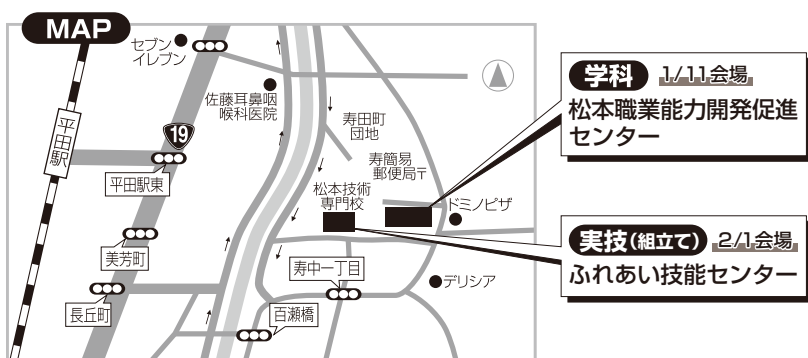 MAP
セブン
イレブン
佐藤耳鼻咽
喉科医院
平田駅
19
平田駅東
美芳町
長丘町
寿田町
団地
寿簡易
郵便局〒
松本技術
専門校
ドミノピザ
寿中一丁目
デリシア
百瀬橋
学科 1/11会場
松本職業能力開発促進
センター
実技(組立て) 2/1会場
ふれあい技能センター